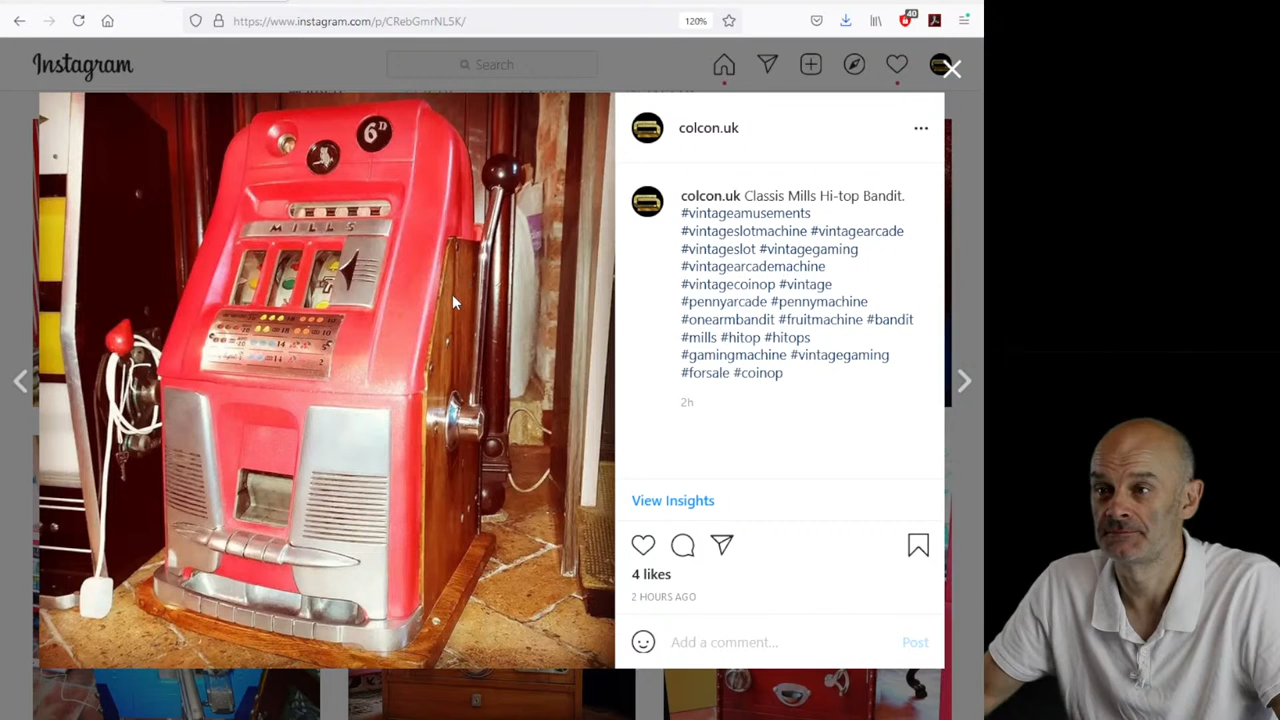 https://www.instagram.com/p/CRebGmrNL5K/
120%
40
Instagram
Search
6D
MILLS
colcon.uk
colcon.uk Classis Mills Hi-top Bandit.
#vintageamusements
#vintageslotmachine #vintagearcade
#vintageslot #vintagegaming
#vintagearcademachine
#vintagecoinop #vintage
#pennyarcade #pennymachine
#onearmbandit #fruitmachine #bandit
#mills #hitop #hitops
#gamingmachine #vintagegaming
#forsale #coinop
2h
View Insights
4 likes
2 HOURS AGO
Add a comment...
Post